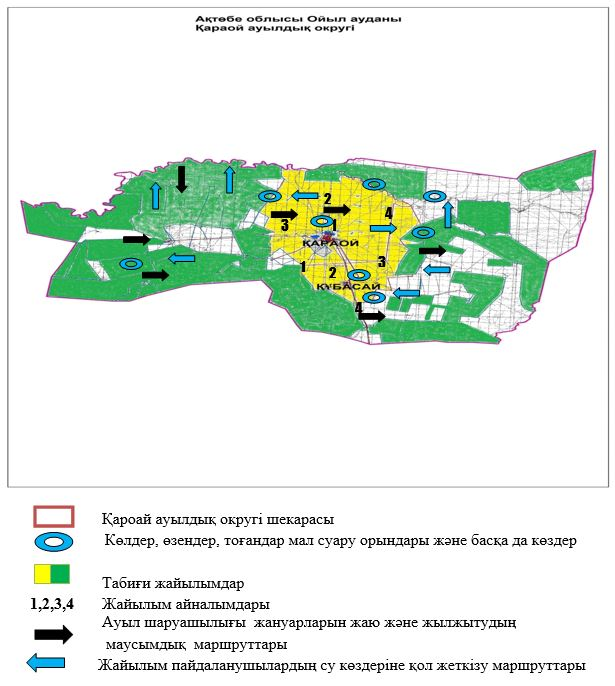 Ақтөбе облысы Ойыл ауданы
Қараой ауылдық округі
2
3
4
1
ҚАРАОЙ
1
2
3
ҚҰБАСАЙ
4
Қароай ауылдық округі шекарасы
Көлдер, өзендер, тоғандар мал суару орындары және басқа да көздер
Табиғи жайылымдар
1,2,3,4 Жайылым айналымдары
Ауыл шаруашылығы жануарларын жаю және жылжытудың
маусымдық маршруттары
Жайылым пайдаланушылардың су көздеріне қол жеткізу маршруттары